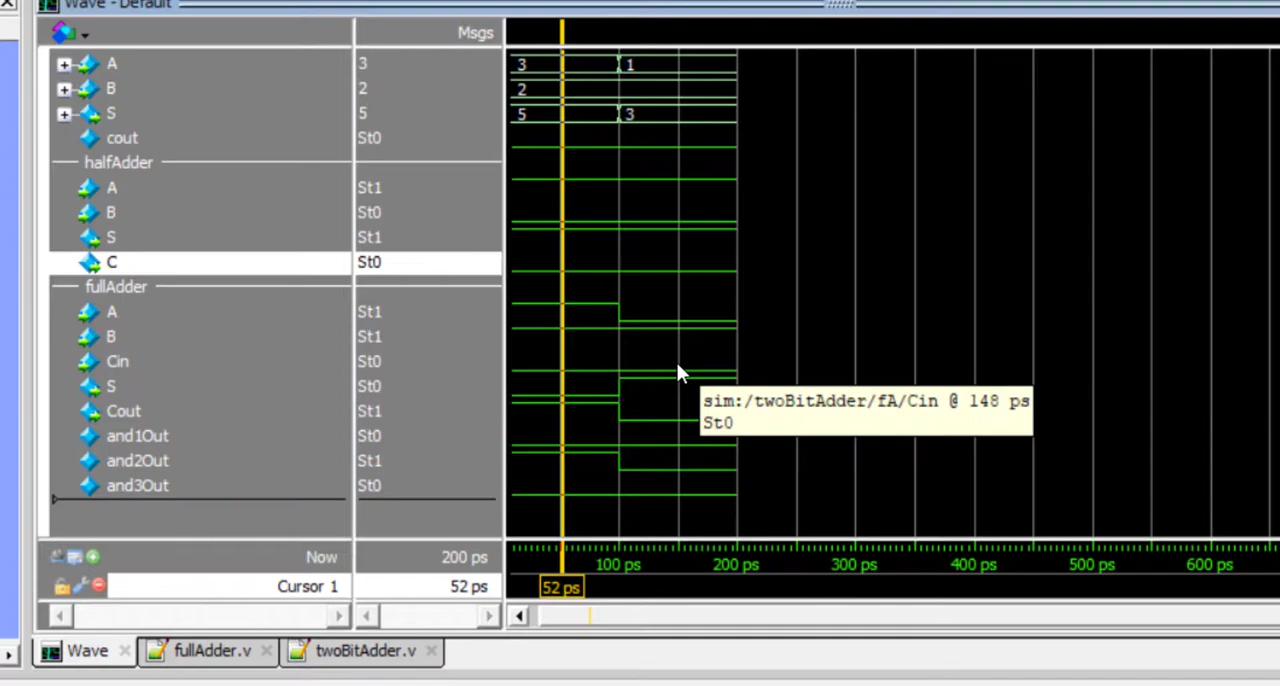 Wave - Default
Msgs
A 3 3 1
B 2 2
S 5 5 3
cout St0
halfAdder
A St1
B St0
S St1
C St0
fullAdder
A St1
B St1
Cin St0
S St0
Cout St1
and1Out St0
and2Out St1
and3Out St0
sim:/twoBitAdder/fA/Cin @ 148 ps
St0
Now 200 ps 100 ps 200 ps 300 ps 400 ps 500 ps 600 ps
Cursor 1 52 ps 52 ps
Wave fullAdder.v twoBitAdder.v